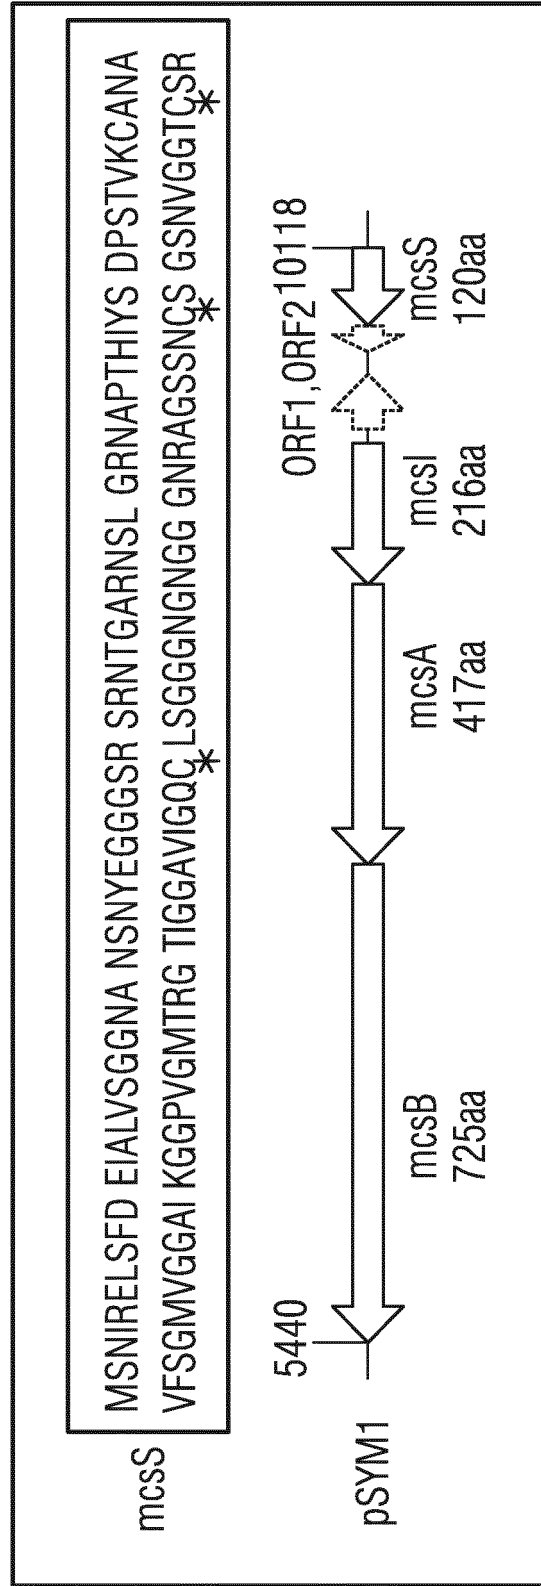 mcsS
MSNIRELSFD EIALVSGGNA NSNYEGGGSR SRNTGARNSL GRNAPTHIYS DPSTVKCANA
VFSGMVGGAI KGGPVGMTRG TIGGAVIGQC LSGGGNGNGG GNRAGSSNCS GSNVGGTCSR
* * *
5440
ORF1,ORF2
10118
pSYM1
mcsB
725aa
mcsA
417aa
mcsI
216aa
mcsS
120aa